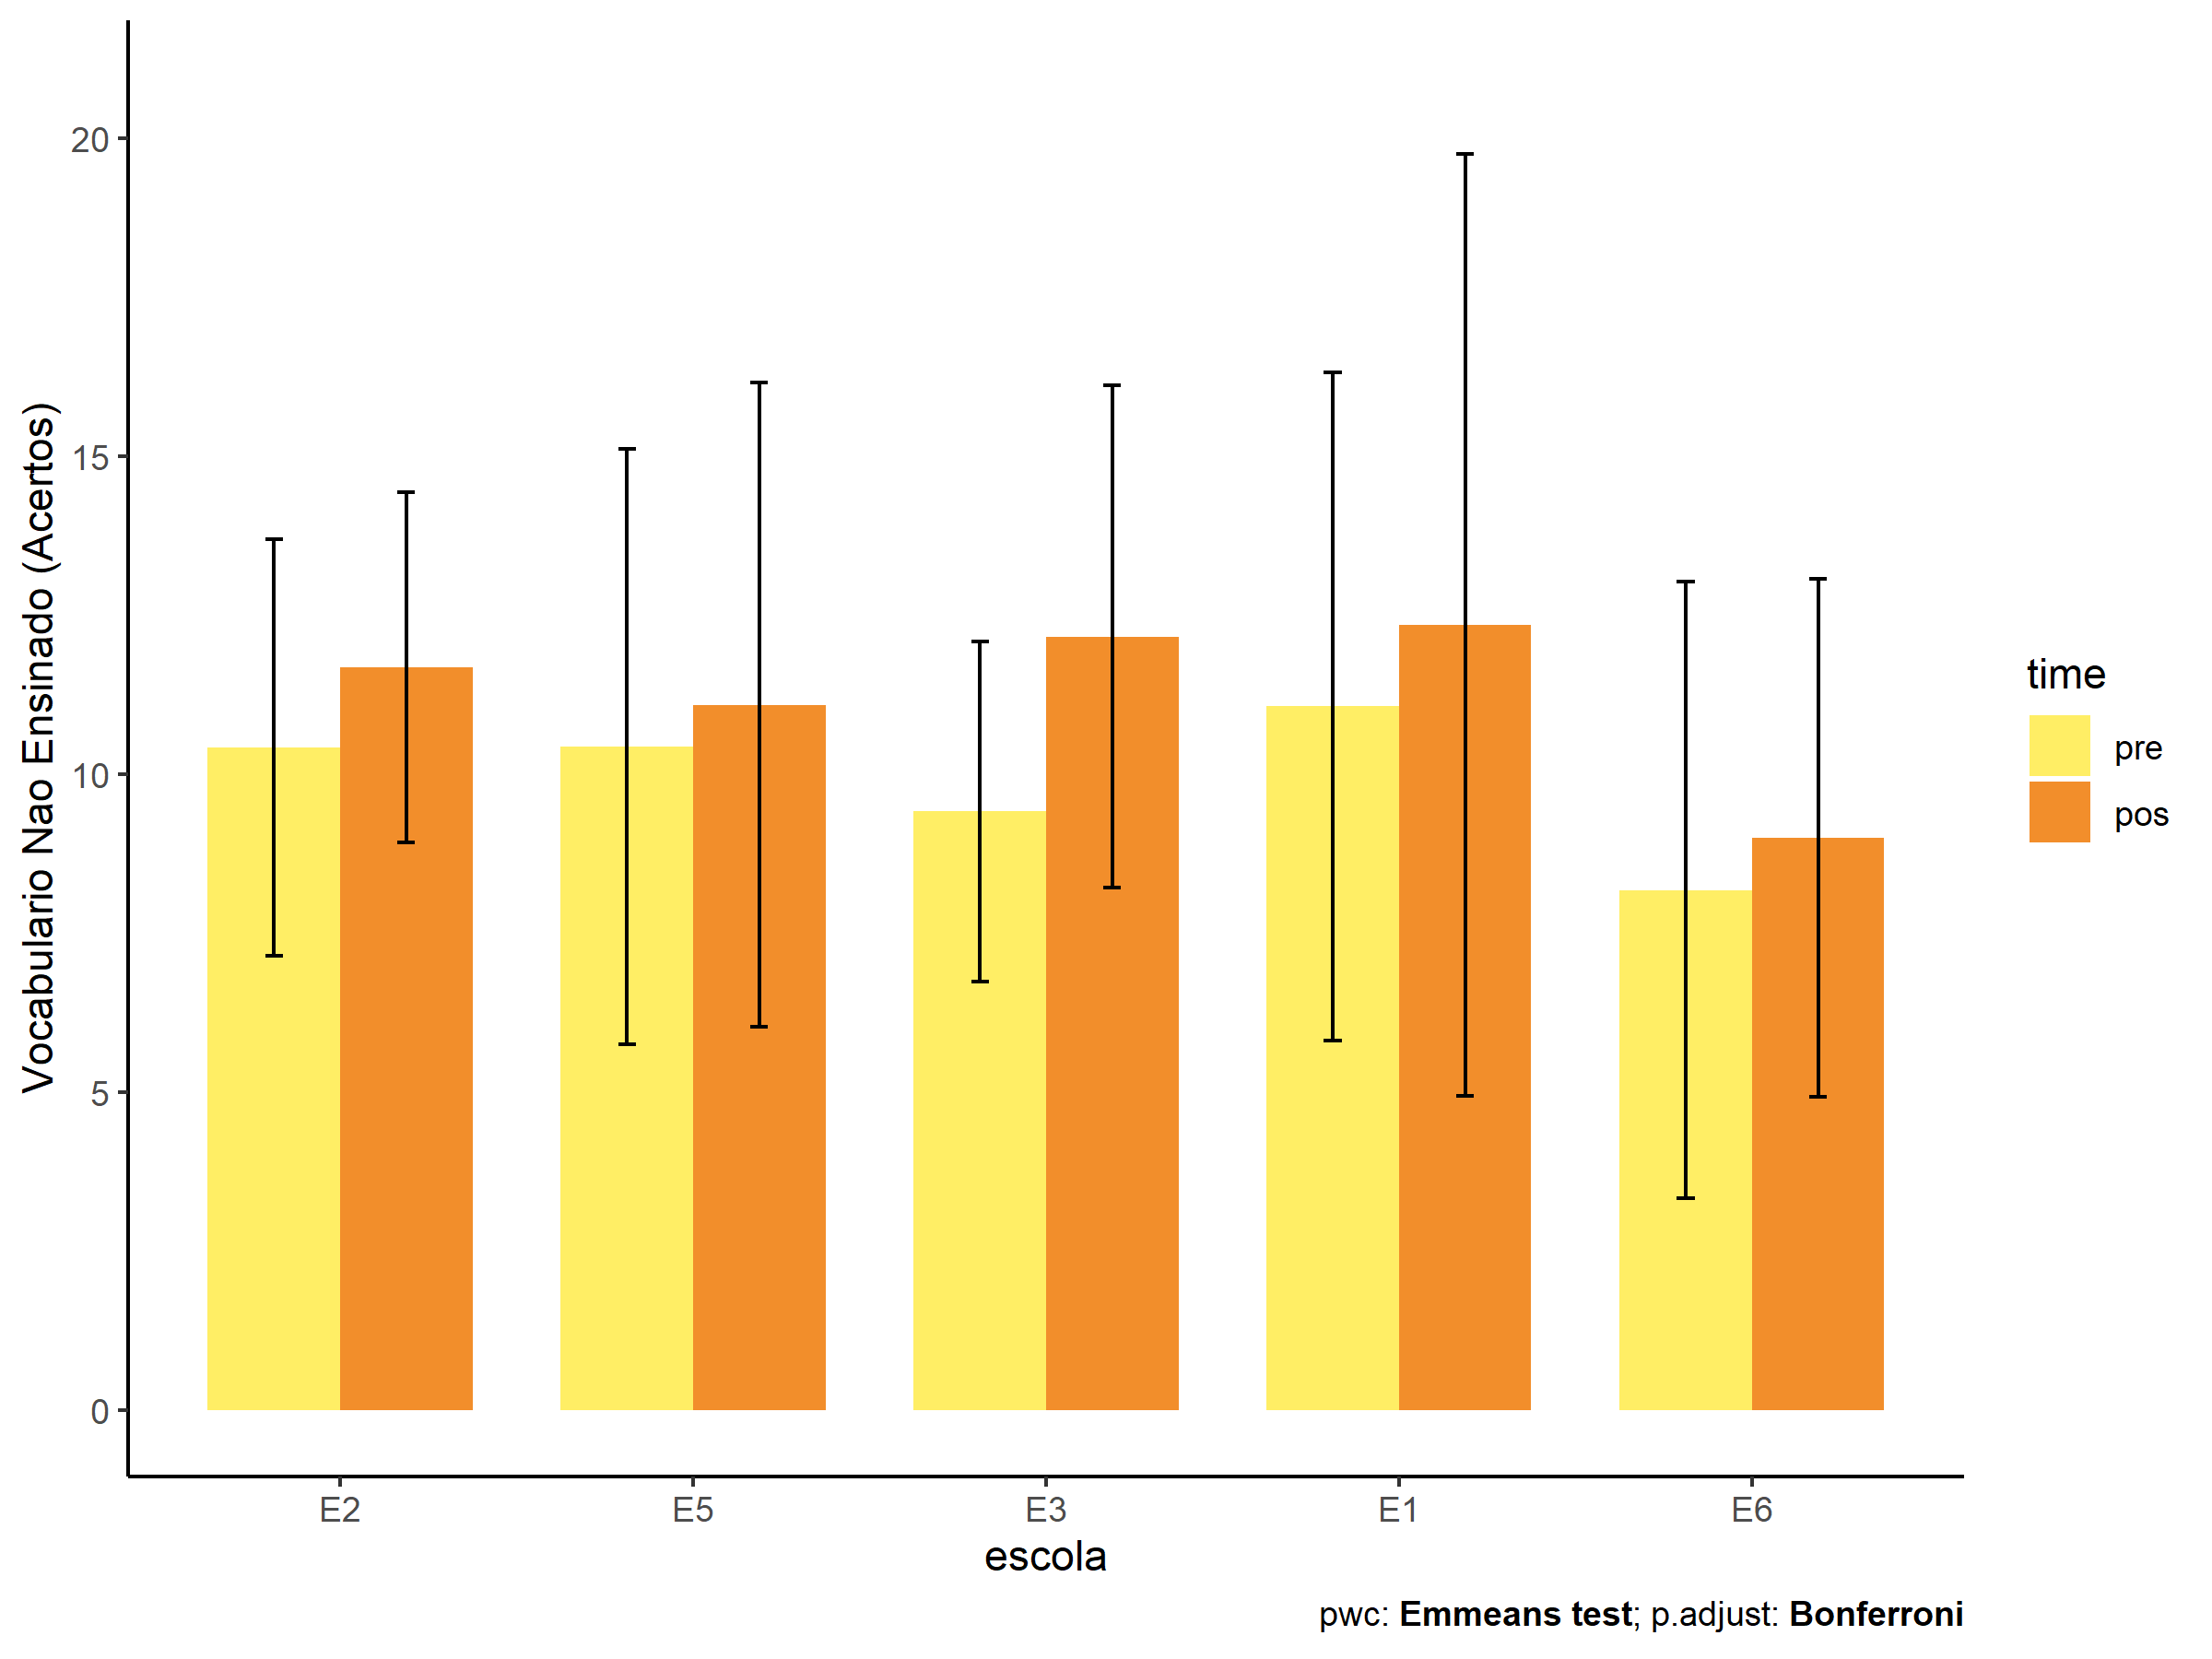 Vocabulario Nao Ensinado (Acertos)
20
15
10
5
0
E2 E5 E3 E1 E6
escola
time
pre
pos
pwc: Emmeans test; p.adjust: Bonferroni